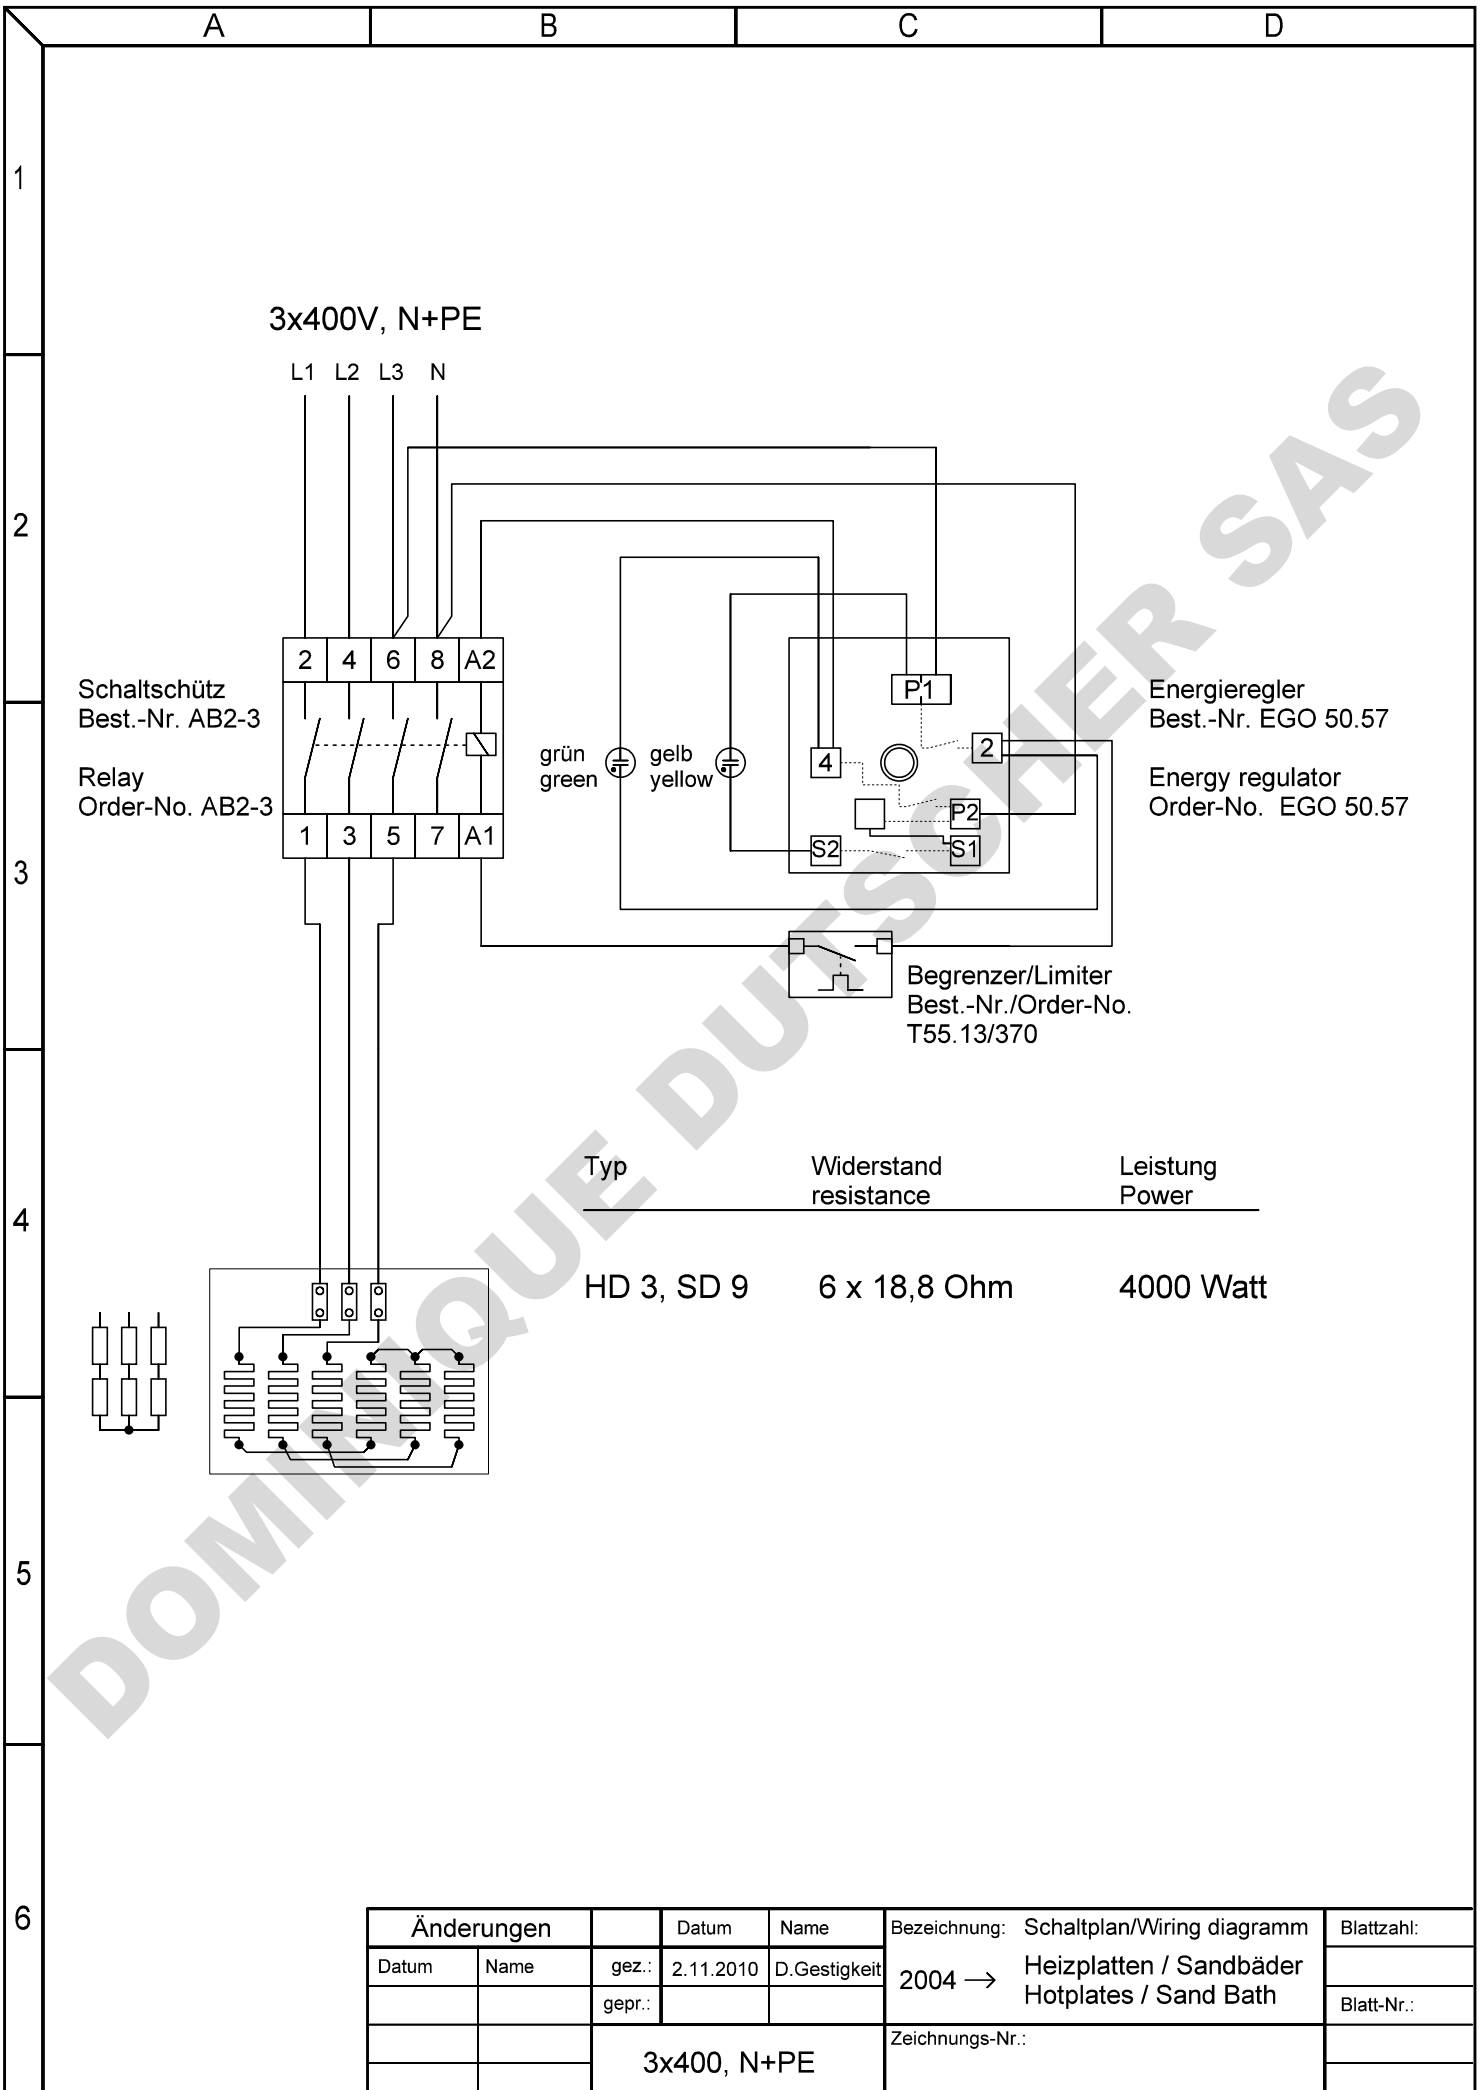 A B C D
1
3x400V, N+PE
L1 L2 L3 N
2
2 4 6 8 A2
P1
Schaltschütz
Best.-Nr. AB2-3
Relay
Order-No. AB2-3
grün
green
gelb
yellow
4
2
P2
S2
S1
Energieregler
Best.-Nr. EGO 50.57
Energy regulator
Order-No. EGO 50.57
1 3 5 7 A1
3
Begrenzer/Limiter
Best.-Nr./Order-No.
T55.13/370
Typ
Widerstand
resistance
Leistung
Power
4
HD 3, SD 9 6 x 18,8 Ohm 4000 Watt
5
DOMINIQUE DUTSCHER SAS
6
Änderungen
Datum Name
Datum Name
gez.: 2.11.2010 D.Gestigkeit
gepr.:
3x400, N+PE
Bezeichnung: Schaltplan/Wiring diagramm
2004 → Heizplatten / Sandbäder
Hotplates / Sand Bath
Zeichnungs-Nr.:
Blattzahl:
Blatt-Nr.: